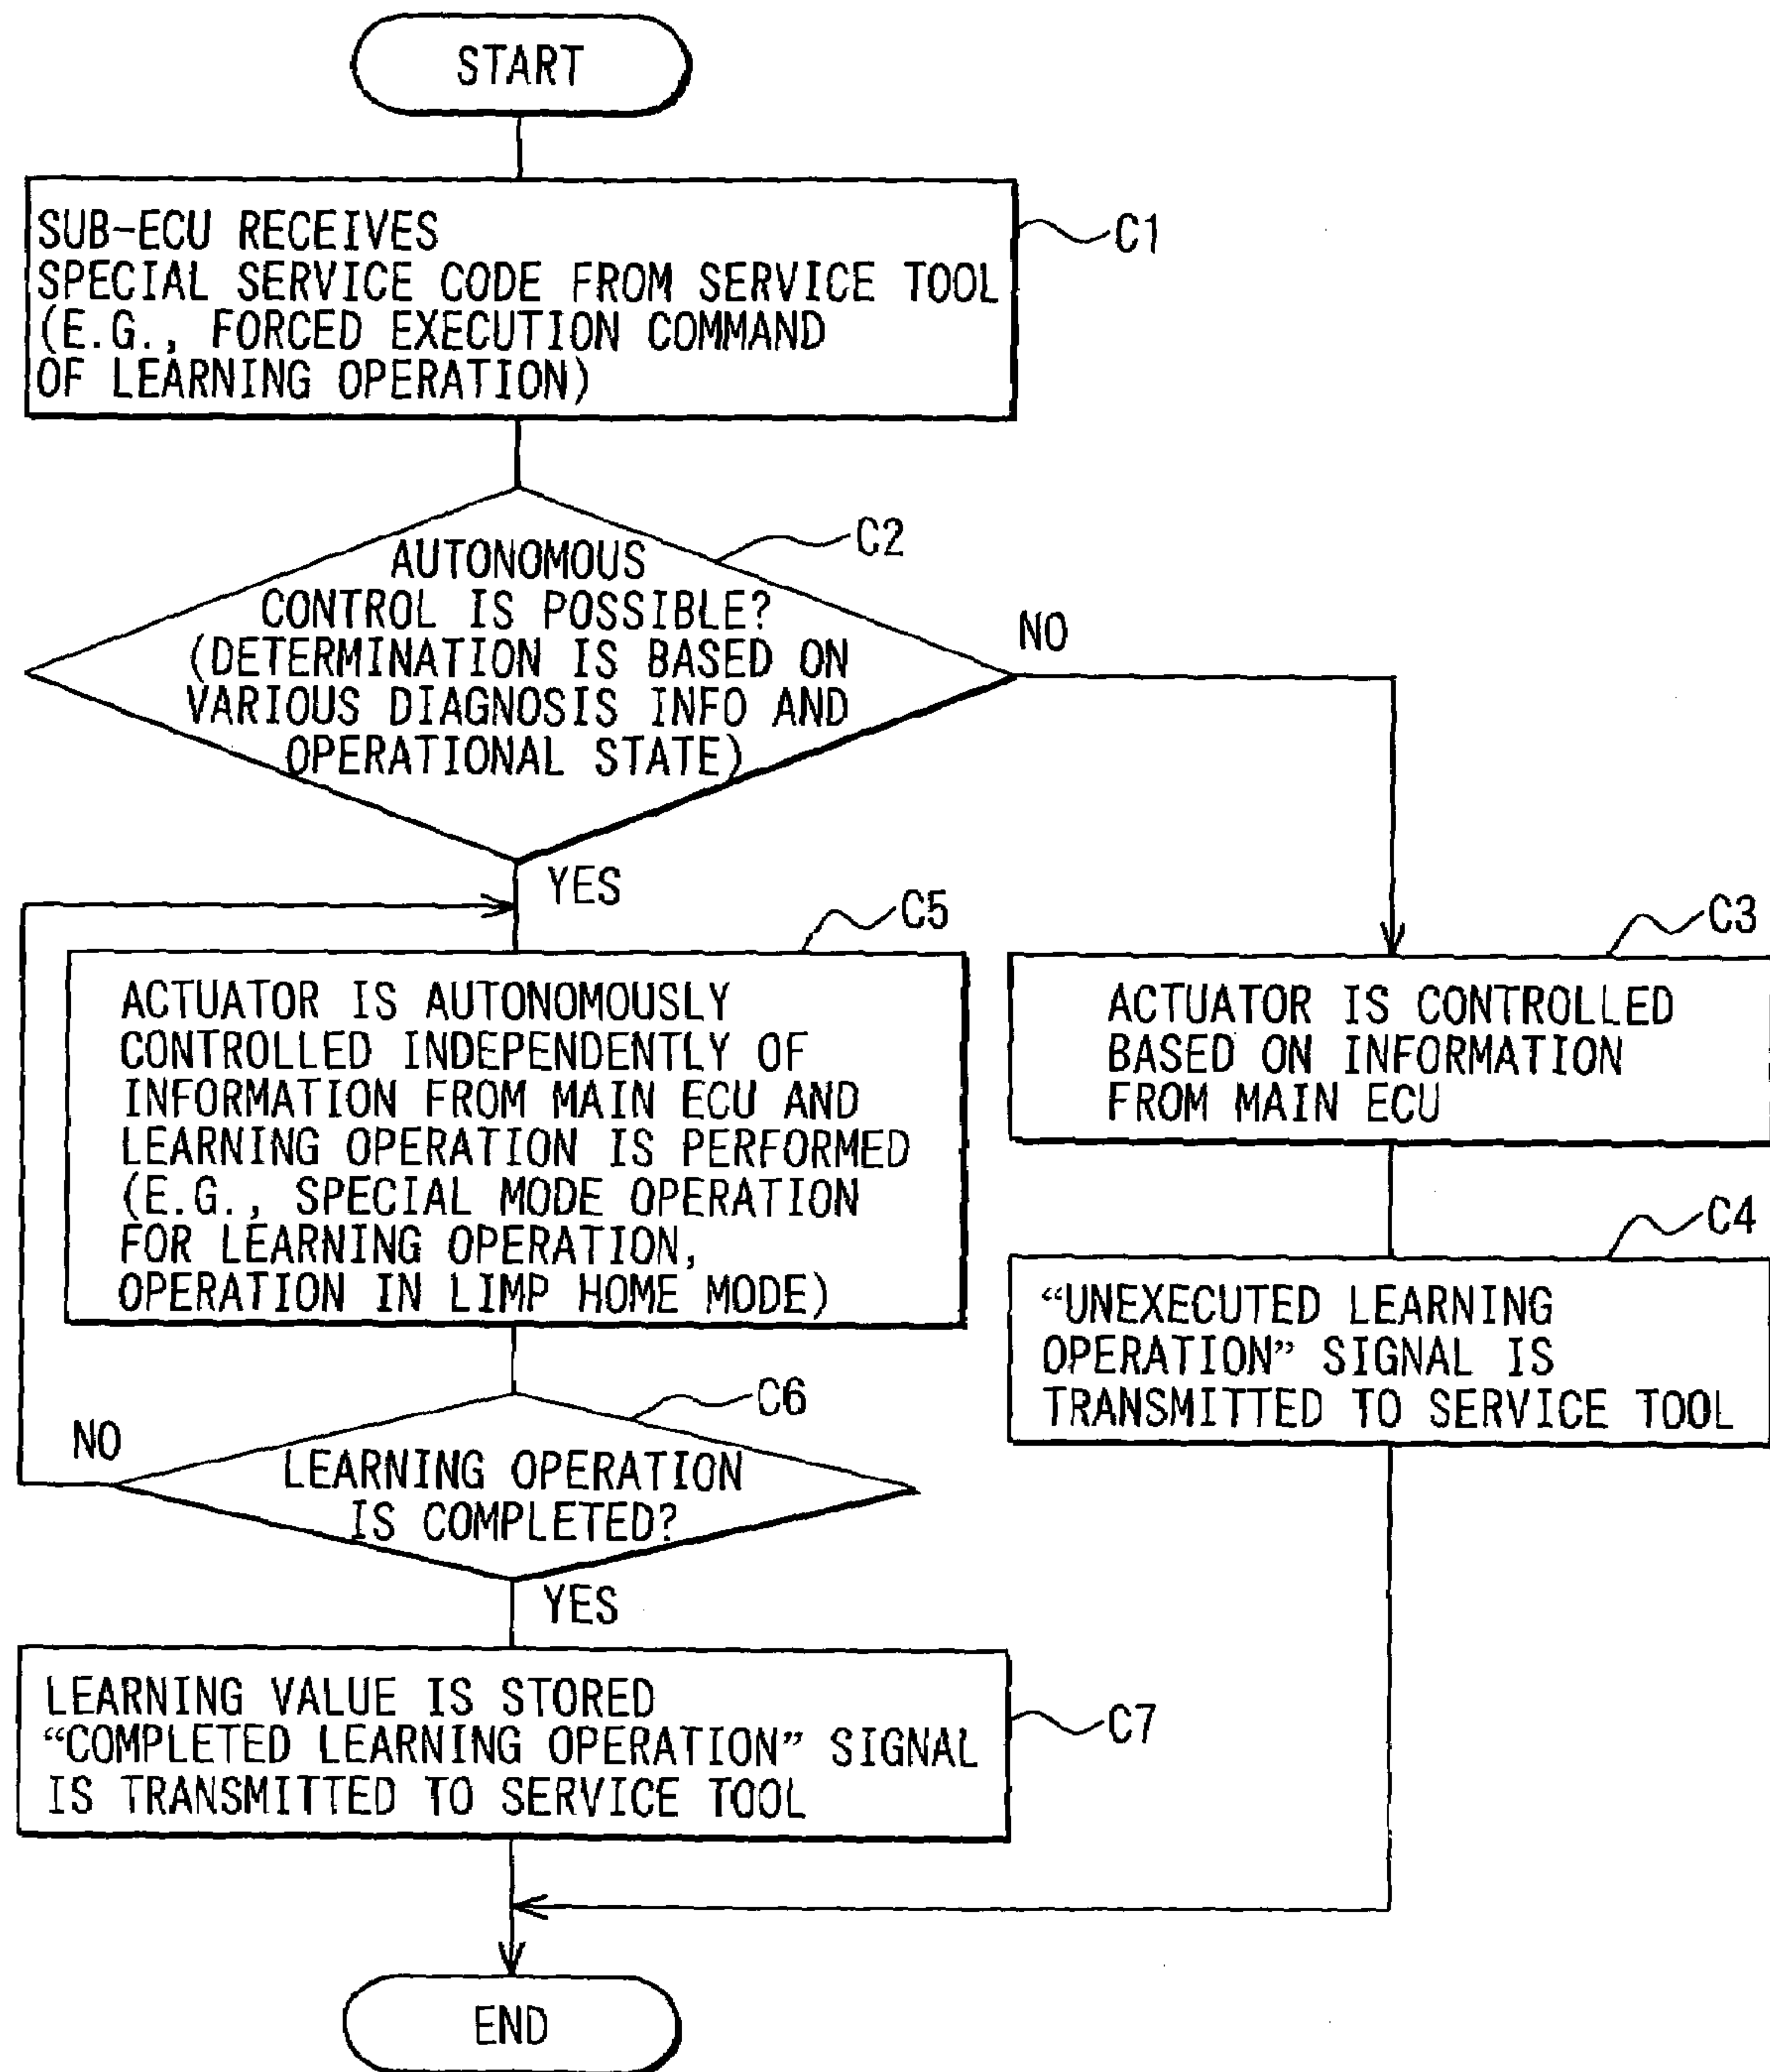 START
SUB-ECU RECEIVES
SPECIAL SERVICE CODE FROM SERVICE TOOL
(E.G., FORCED EXECUTION COMMAND
OF LEARNING OPERATION)
C1
C2
AUTONOMOUS
CONTROL IS POSSIBLE?
(DETERMINATION IS BASED ON
VARIOUS DIAGNOSIS INFO AND
OPERATIONAL STATE)
NO
YES
C5
ACTUATOR IS AUTONOMOUSLY
CONTROLLED INDEPENDENTLY OF
INFORMATION FROM MAIN ECU AND
LEARNING OPERATION IS PERFORMED
(E.G., SPECIAL MODE OPERATION
FOR LEARNING OPERATION,
OPERATION IN LIMP HOME MODE)
C3
ACTUATOR IS CONTROLLED
BASED ON INFORMATION
FROM MAIN ECU
C4
“UNEXECUTED LEARNING
OPERATION” SIGNAL IS
TRANSMITTED TO SERVICE TOOL
C6
NO
LEARNING OPERATION
IS COMPLETED?
YES
LEARNING VALUE IS STORED
“COMPLETED LEARNING OPERATION” SIGNAL
IS TRANSMITTED TO SERVICE TOOL
C7
END